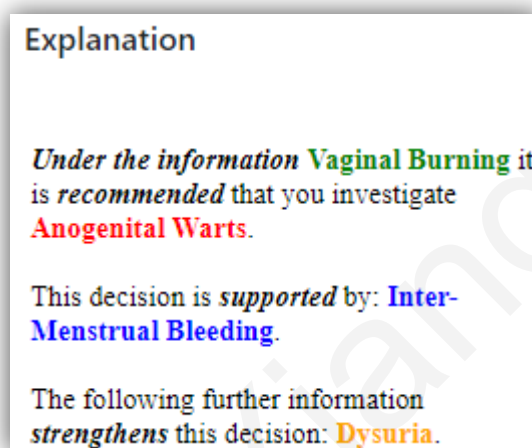 Explanation
Under the information Vaginal Burning it
is recommended that you investigate
Anogenital Warts.
This decision is supported by: Inter-
Menstrual Bleeding.
The following further information
strengthens this decision: Dysuria.